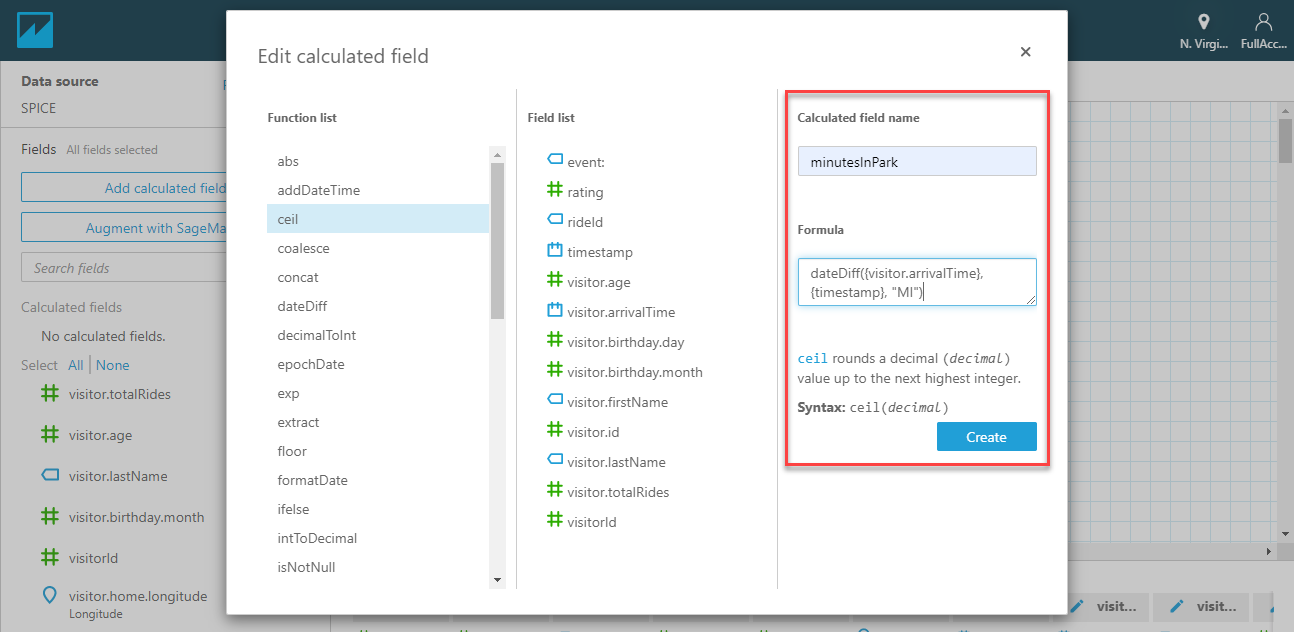 N. Virgi...
FullAcc...
Data source
SPICE
Fields All fields selected
Add calculated field
Augment with SageMa
Search fields
Calculated fields
No calculated fields.
Select All None
visitor.totalRides
visitor.age
visitor.lastName
visitor.birthday.month
visitorId
visitor.home.longitude
Longitude
Edit calculated field
Function list
abs
addDateTime
ceil
coalesce
concat
dateDiff
decimalToInt
epochDate
exp
extract
floor
formatDate
ifelse
intToDecimal
isNotNull
Field list
event:
rating
rideId
timestamp
visitor.age
visitor.arrivalTime
visitor.birthday.day
visitor.birthday.month
visitor.firstName
visitor.id
visitor.lastName
visitor.totalRides
visitorId
Calculated field name
minutesInPark
Formula
dateDiff({visitor.arrivalTime},
{timestamp}, "MI")
ceil rounds a decimal (decimal)
value up to the next highest integer.
Syntax: ceil(decimal)
Create
visit...
visit...